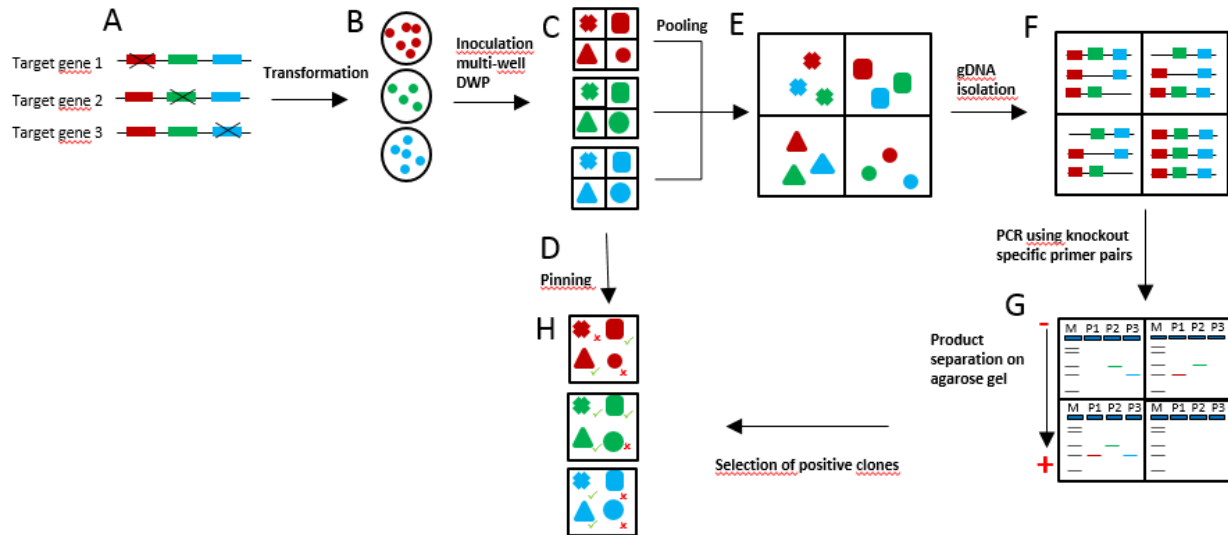 A
Target gene 1
Target gene 2
Target gene 3
Transformation
B
Inoculation
multi-well
DWP
C
Pooling
E
gDNA
isolation
F
D
Pinning
PCR using knockout
specific primer pairs
G
-
M P1 P2 P3 M P1 P2 P3
Product
separation on
agarose gel
M P1 P2 P3 M P1 P2 P3
+
H
Selection of positive clones